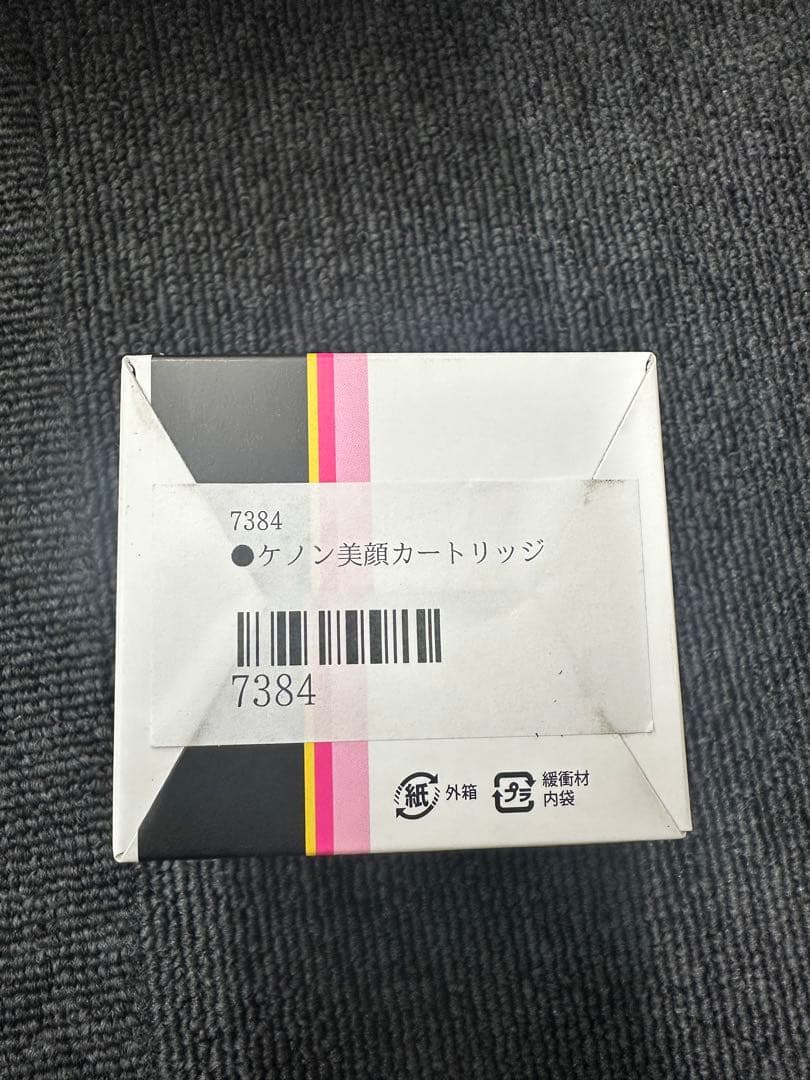 7384
●ケノン美顔カートリッジ
7384
紙 外箱
プラ 緩衝材
内袋